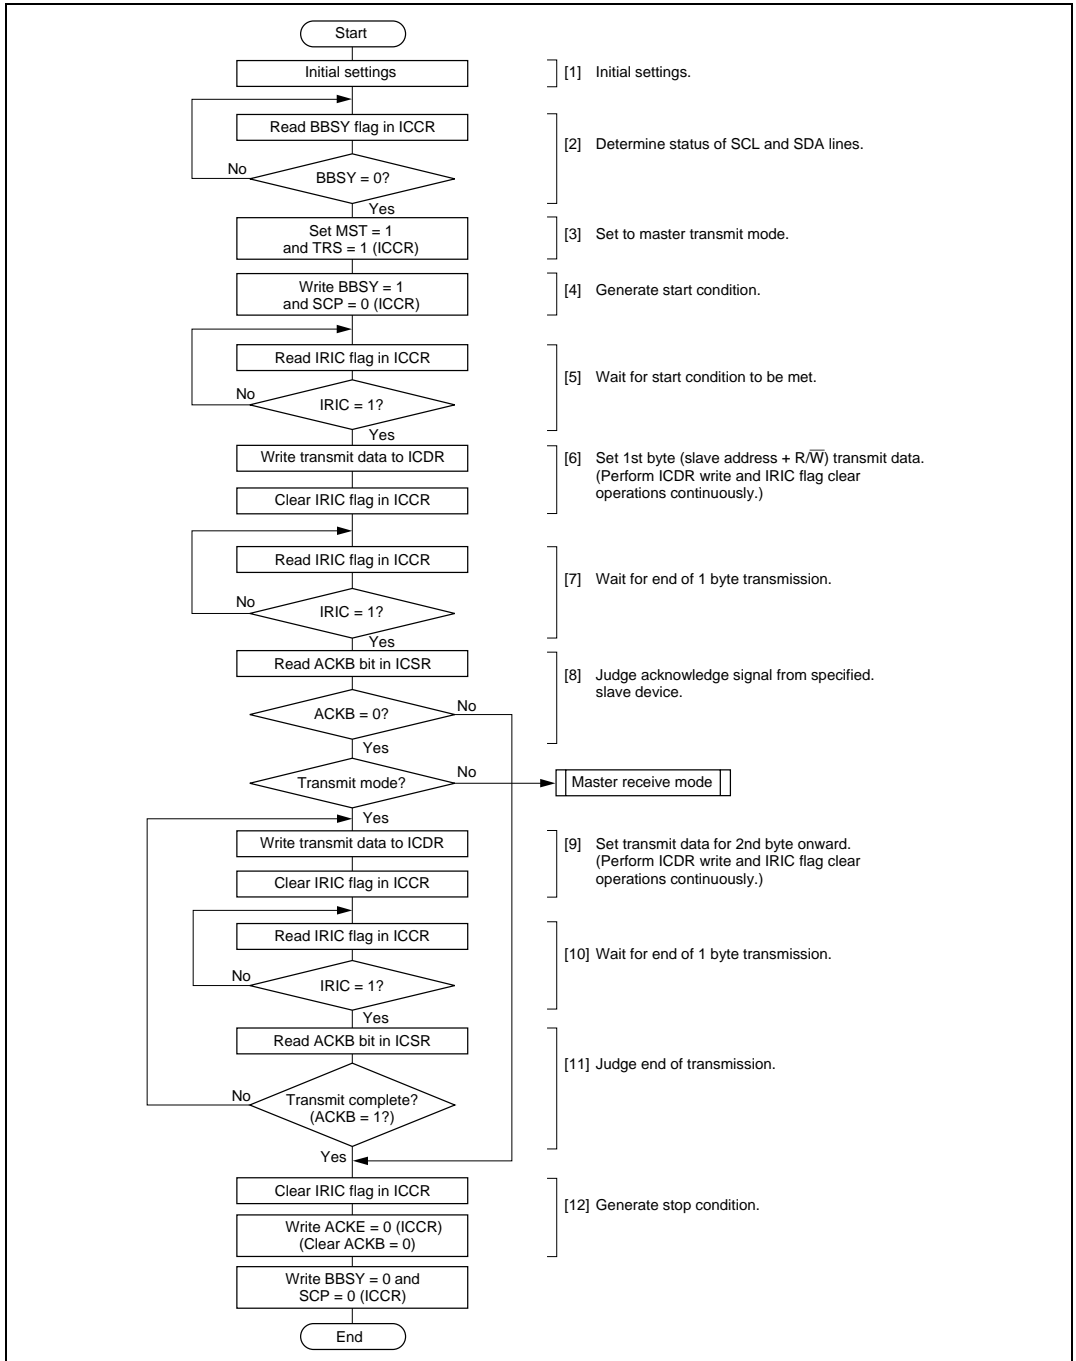 Start
Initial settings
[1] Initial settings.
Read BBSY flag in ICCR
[2] Determine status of SCL and SDA lines.
No
BBSY = 0?
Yes
Set MST = 1
and TRS = 1 (ICCR)
[3] Set to master transmit mode.
Write BBSY = 1
and SCP = 0 (ICCR)
[4] Generate start condition.
Read IRIC flag in ICCR
[5] Wait for start condition to be met.
No
IRIC = 1?
Yes
Write transmit data to ICDR
[6] Set 1st byte (slave address + R/W̅) transmit data.
(Perform ICDR write and IRIC flag clear
operations continuously.)
Clear IRIC flag in ICCR
Read IRIC flag in ICCR
[7] Wait for end of 1 byte transmission.
No
IRIC = 1?
Yes
Read ACKB bit in ICSR
[8] Judge acknowledge signal from specified.
slave device.
No
ACKB = 0?
Yes
Transmit mode?
No
Master receive mode
Yes
Write transmit data to ICDR
[9] Set transmit data for 2nd byte onward.
(Perform ICDR write and IRIC flag clear
operations continuously.)
Clear IRIC flag in ICCR
Read IRIC flag in ICCR
[10] Wait for end of 1 byte transmission.
No
IRIC = 1?
Yes
Read ACKB bit in ICSR
[11] Judge end of transmission.
No
Transmit complete?
(ACKB = 1?)
Yes
Clear IRIC flag in ICCR
[12] Generate stop condition.
Write ACKE = 0 (ICCR)
(Clear ACKB = 0)
Write BBSY = 0 and
SCP = 0 (ICCR)
End